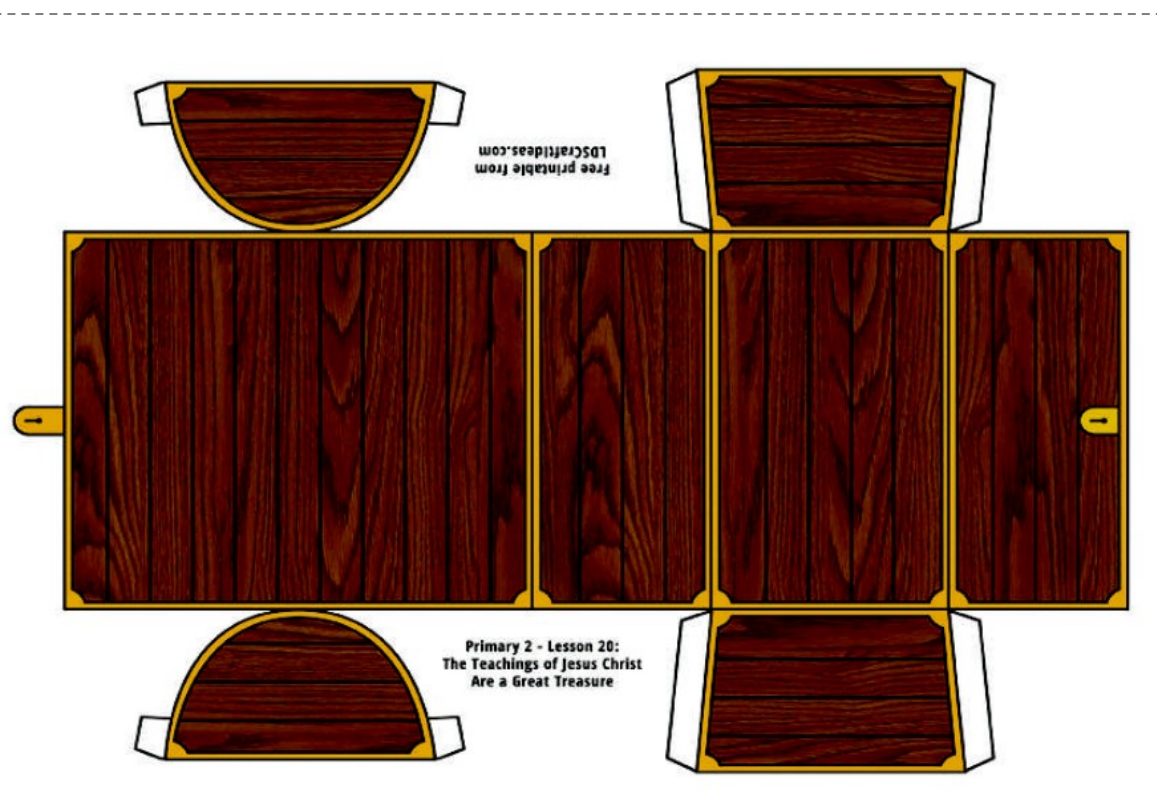 Free printable from
LDSCraftIdeas.com
Primary 2 - Lesson 20:
The Teachings of Jesus Christ
Are a Great Treasure